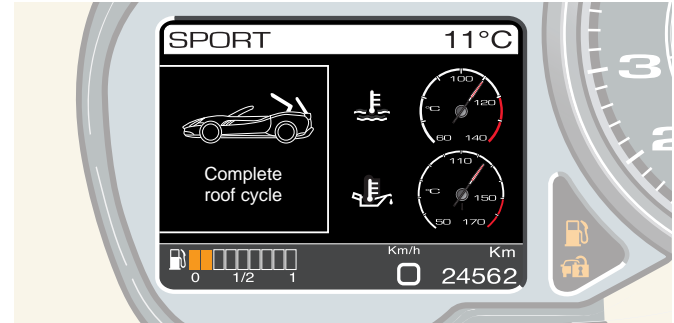 SPORT 11°C
Complete
roof cycle
100
°C 120
60 140
110
°C 150
50 170
0 1/2 1
Km/h Km
0 24562
3
2